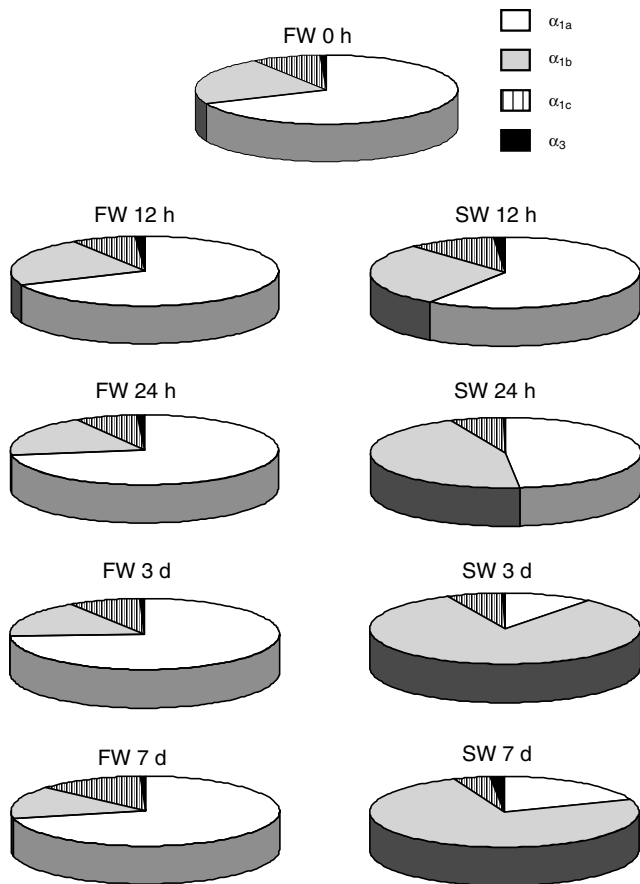 FW 0 h
α1a
α1b
α1c
α3
FW 12 h
SW 12 h
FW 24 h
SW 24 h
FW 3 d
SW 3 d
FW 7 d
SW 7 d